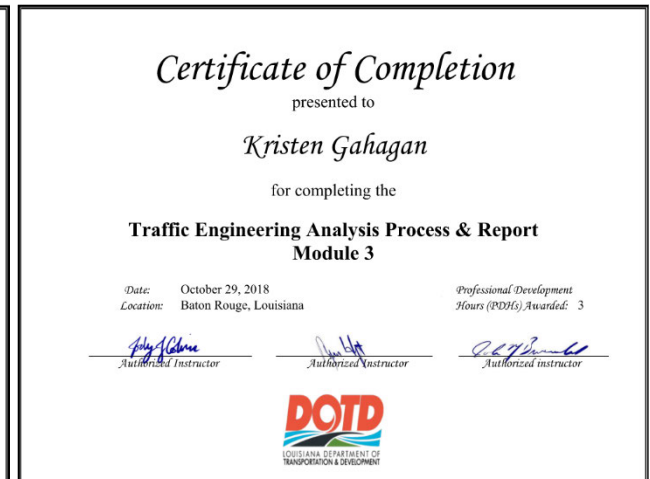 Certificate of Completion
presented to
Kristen Gahagan
for completing the
Traffic Engineering Analysis Process & Report
Module 3
Date: October 29, 2018
Location: Baton Rouge, Louisiana
Professional Development
Hours (PDHs) Awarded: 3
Authorized Instructor
Authorized Instructor
Authorized instructor
DOTD
LOUISIANA DEPARTMENT OF
TRANSPORTATION & DEVELOPMENT